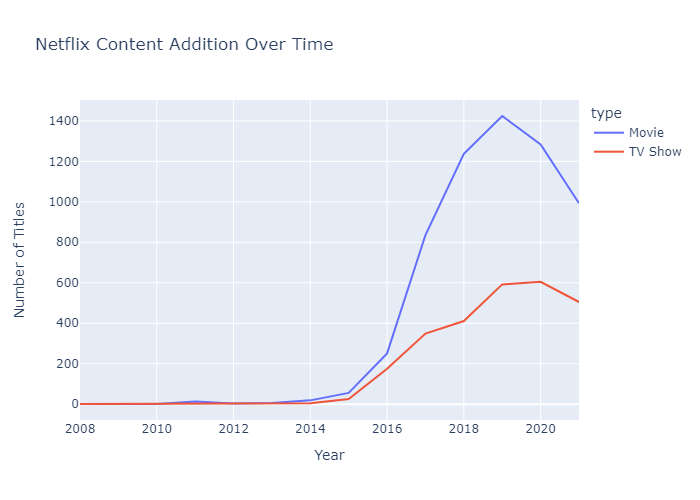 Netflix Content Addition Over Time
type
Movie
TV Show
1400
1200
1000
800
600
400
200
0
Number of Titles
2008 2010 2012 2014 2016 2018 2020
Year